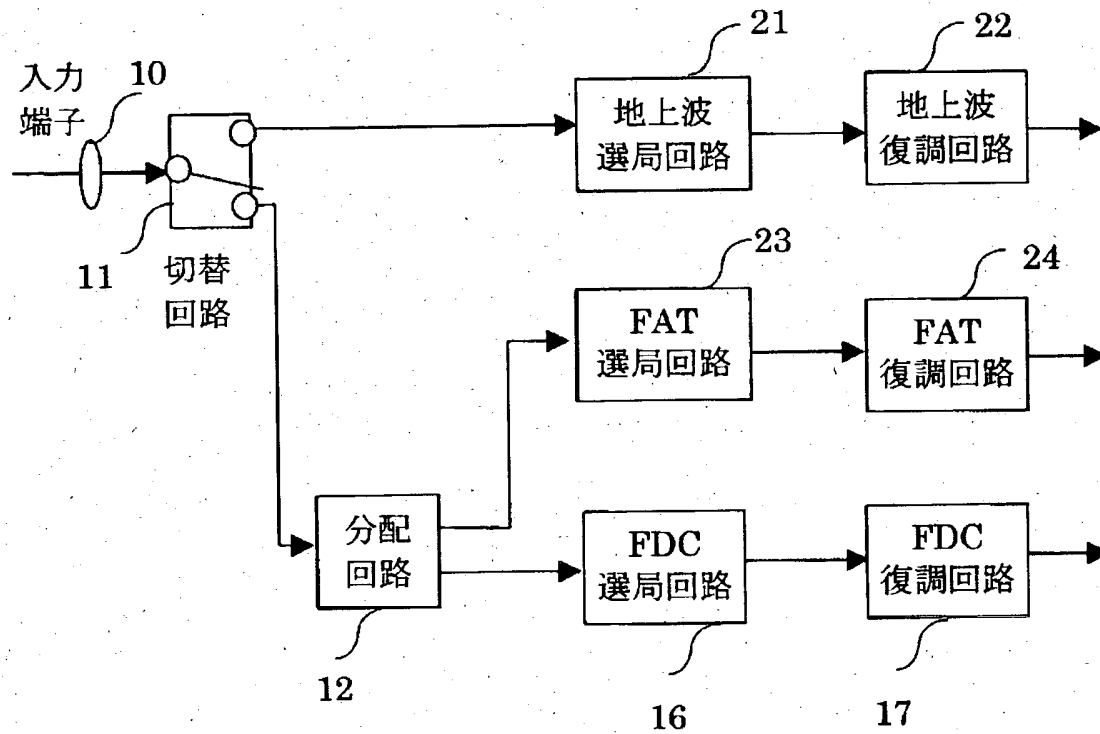 21
22
入力
端子
10
地上波
選局回路
地上波
復調回路
11
切替
回路
23
24
FAT
選局回路
FAT
復調回路
分配
回路
FDC
選局回路
FDC
復調回路
12
16
17